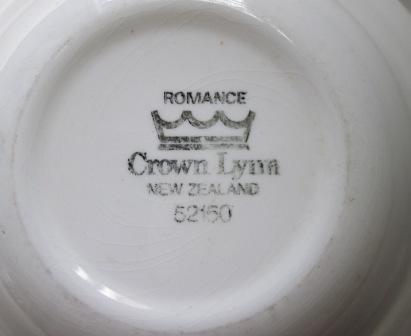 ROMANCE
Crown Lynn
NEW ZEALAND
52160